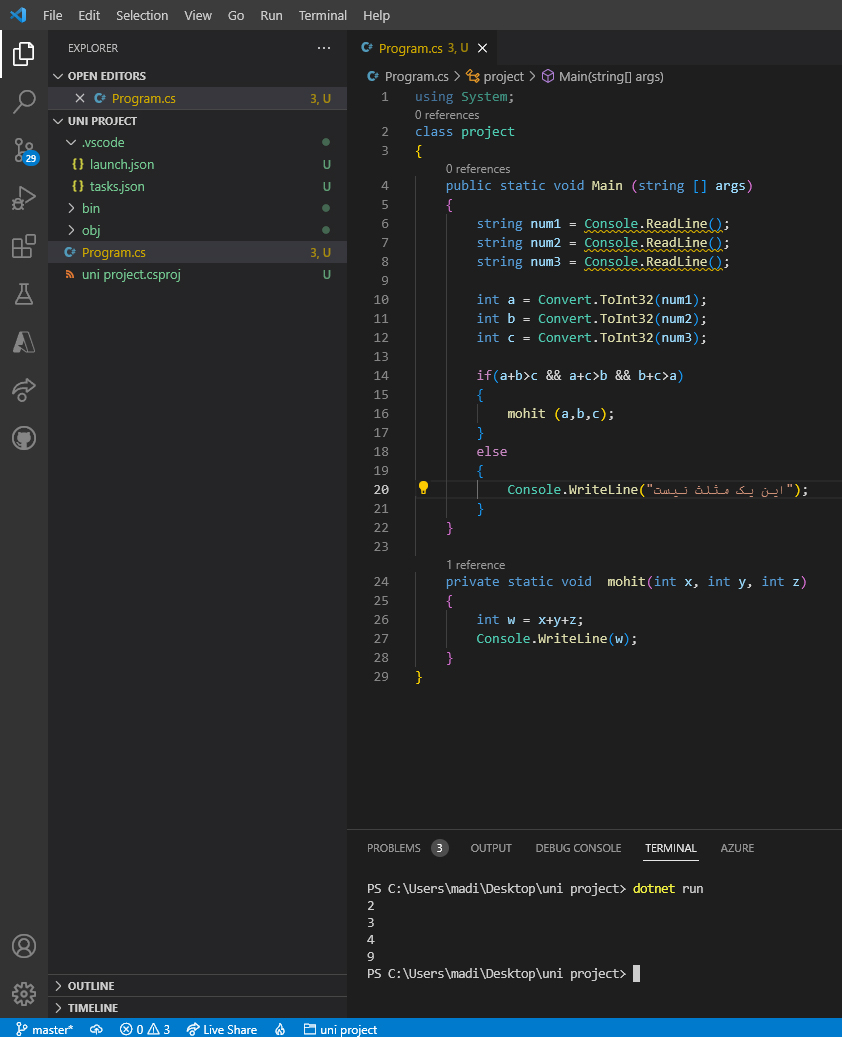 File Edit Selection View Go Run Terminal Help
EXPLORER ...
OPEN EDITORS
Program.cs 3, U
UNI PROJECT
.vscode
launch.json U
tasks.json U
bin
obj
Program.cs 3, U
uni project.csproj U
29
OUTLINE
TIMELINE
Program.cs 3, U
Program.cs > project > Main(string[] args)
1 using System;
0 references
2 class project
3 {
0 references
4 public static void Main (string [] args)
5 {
6 string num1 = Console.ReadLine();
7 string num2 = Console.ReadLine();
8 string num3 = Console.ReadLine();
9
10 int a = Convert.ToInt32(num1);
11 int b = Convert.ToInt32(num2);
12 int c = Convert.ToInt32(num3);
13
14 if(a+b>c && a+c>b && b+c>a)
15 {
16 mohit (a,b,c);
17 }
18 else
19 {
20 Console.WriteLine("این یک مثلث نیست");
21 }
22 }
23
1 reference
24 private static void  mohit(int x, int y, int z)
25 {
26 int w = x+y+z;
27 Console.WriteLine(w);
28 }
29 }
PROBLEMS 3 OUTPUT DEBUG CONSOLE TERMINAL AZURE
PS C:\Users\madi\Desktop\uni project> dotnet run
2
3
4
9
PS C:\Users\madi\Desktop\uni project>
master* 0 3 Live Share uni project